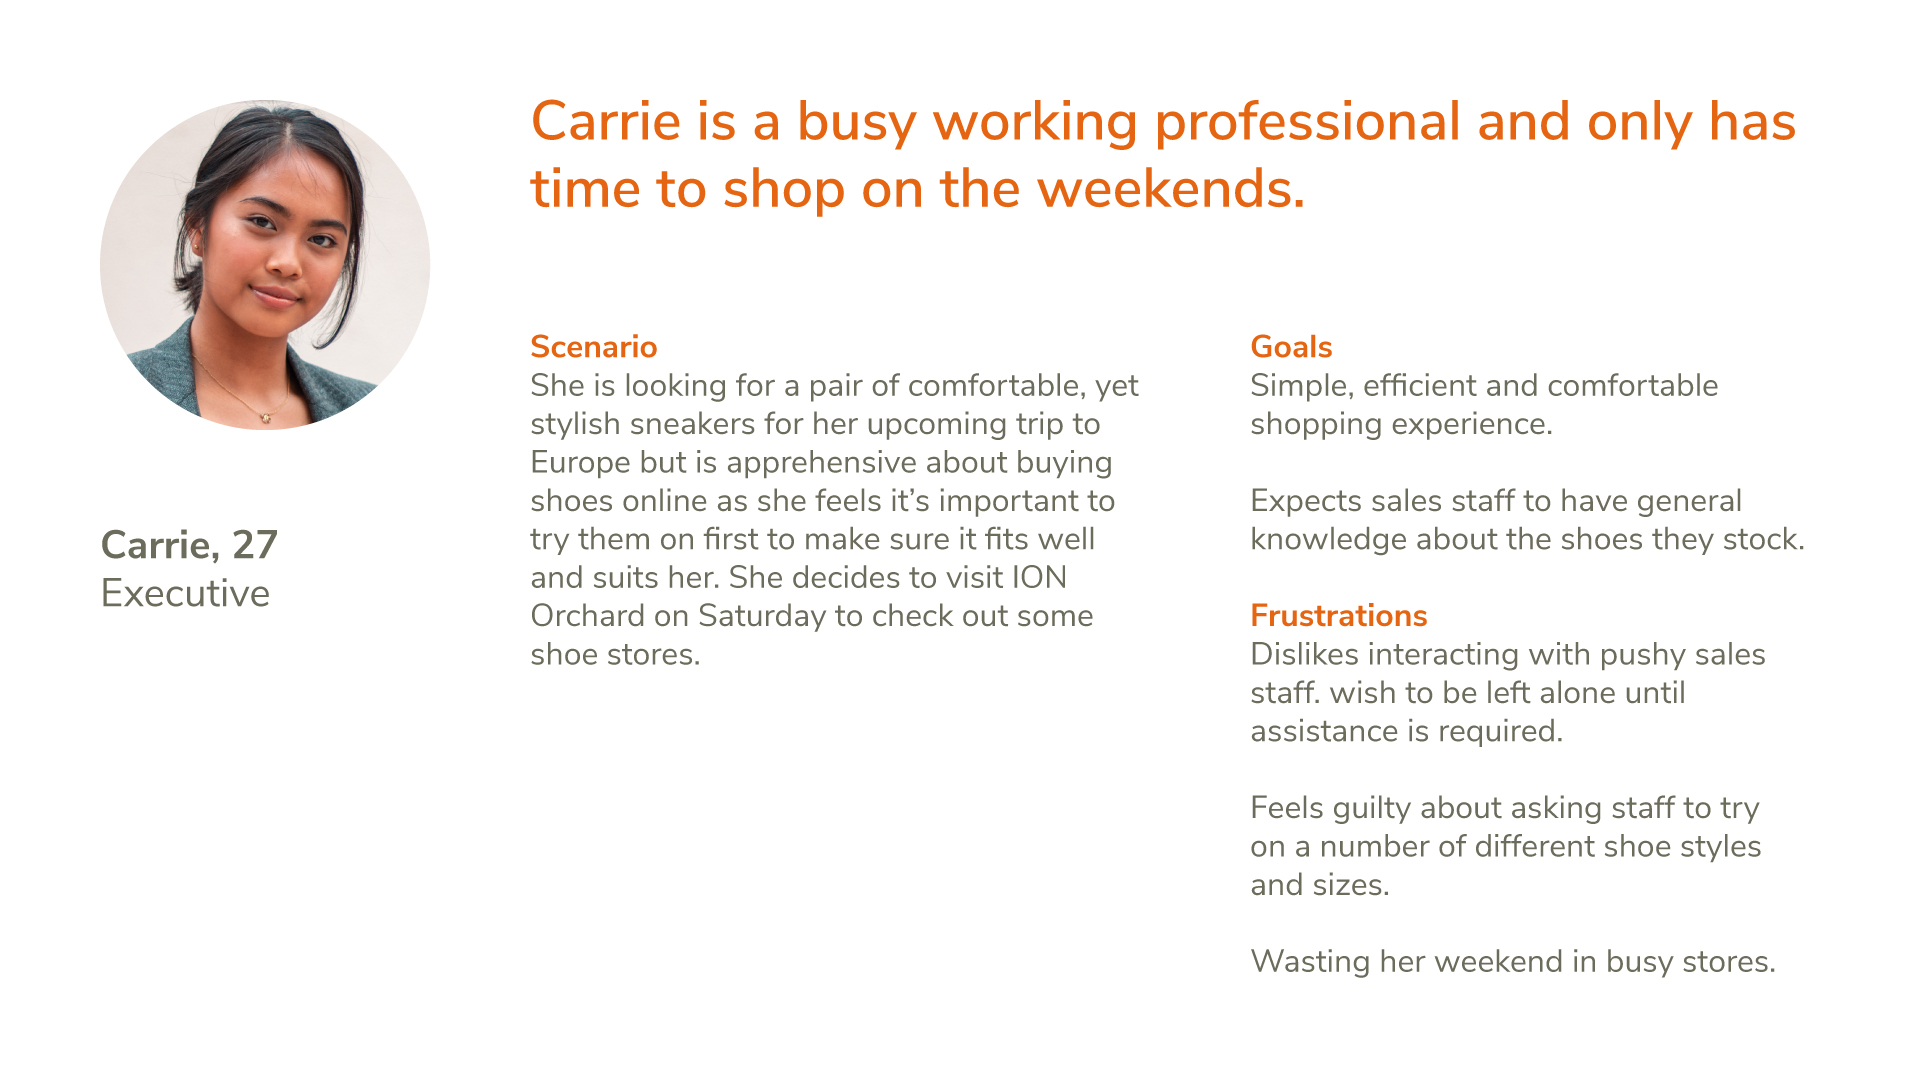 Carrie is a busy working professional and only has
time to shop on the weekends.
Carrie, 27
Executive
Scenario
She is looking for a pair of comfortable, yet
stylish sneakers for her upcoming trip to
Europe but is apprehensive about buying
shoes online as she feels it’s important to
try them on first to make sure it fits well
and suits her. She decides to visit ION
Orchard on Saturday to check out some
shoe stores.
Goals
Simple, efficient and comfortable
shopping experience.
Expects sales staff to have general
knowledge about the shoes they stock.
Frustrations
Dislikes interacting with pushy sales
staff. wish to be left alone until
assistance is required.
Feels guilty about asking staff to try
on a number of different shoe styles
and sizes.
Wasting her weekend in busy stores.